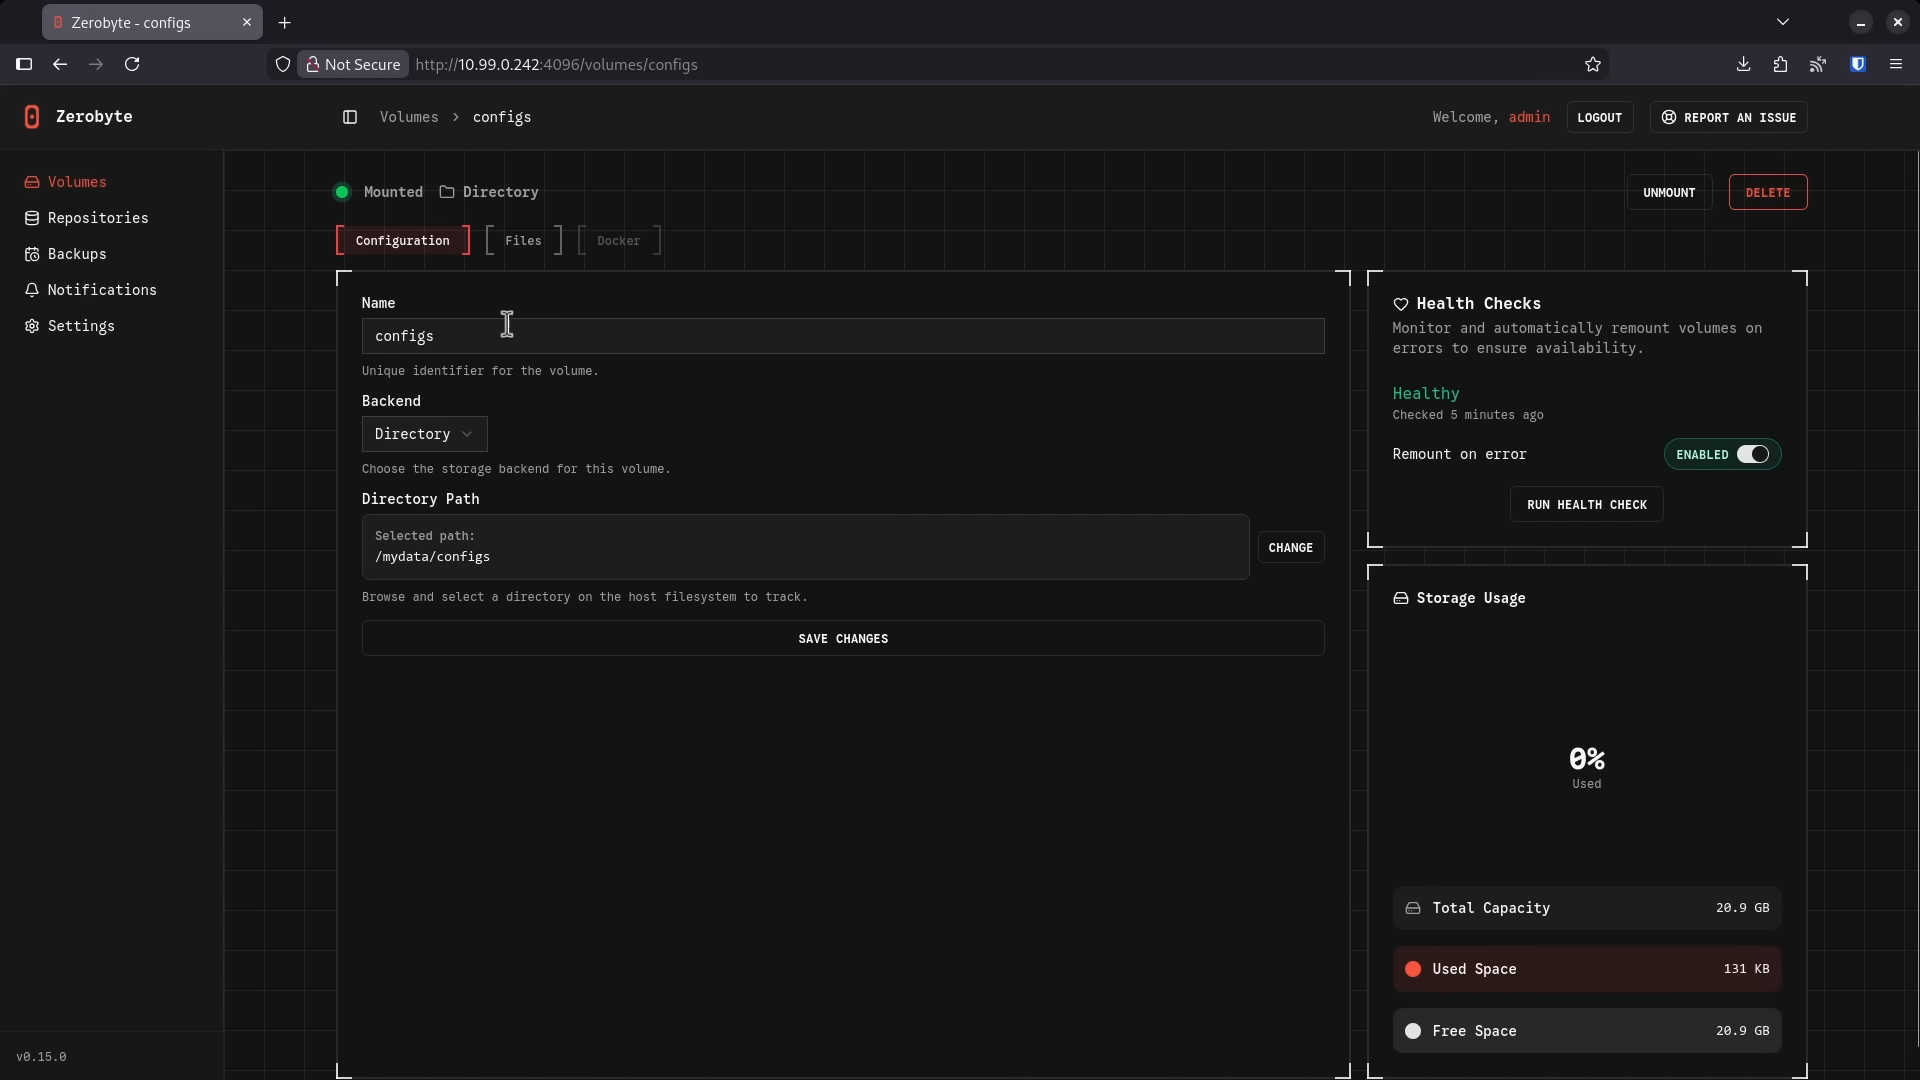 Zerobyte - configs
Not Secure
http://10.99.0.242:4096/volumes/configs
Zerobyte
Volumes > configs
Welcome, admin
LOGOUT
REPORT AN ISSUE
Volumes
Repositories
Backups
Notifications
Settings
v0.15.0
Mounted
Directory
UNMOUNT
DELETE
Configuration
Files
Docker
Name
configs
Unique identifier for the volume.
Backend
Directory
Choose the storage backend for this volume.
Directory Path
Selected path:
/mydata/configs
CHANGE
Browse and select a directory on the host filesystem to track.
SAVE CHANGES
Health Checks
Monitor and automatically remount volumes on
errors to ensure availability.
Healthy
Checked 5 minutes ago
Remount on error
ENABLED
RUN HEALTH CHECK
Storage Usage
0%
Used
Total Capacity 20.9 GB
Used Space 131 KB
Free Space 20.9 GB